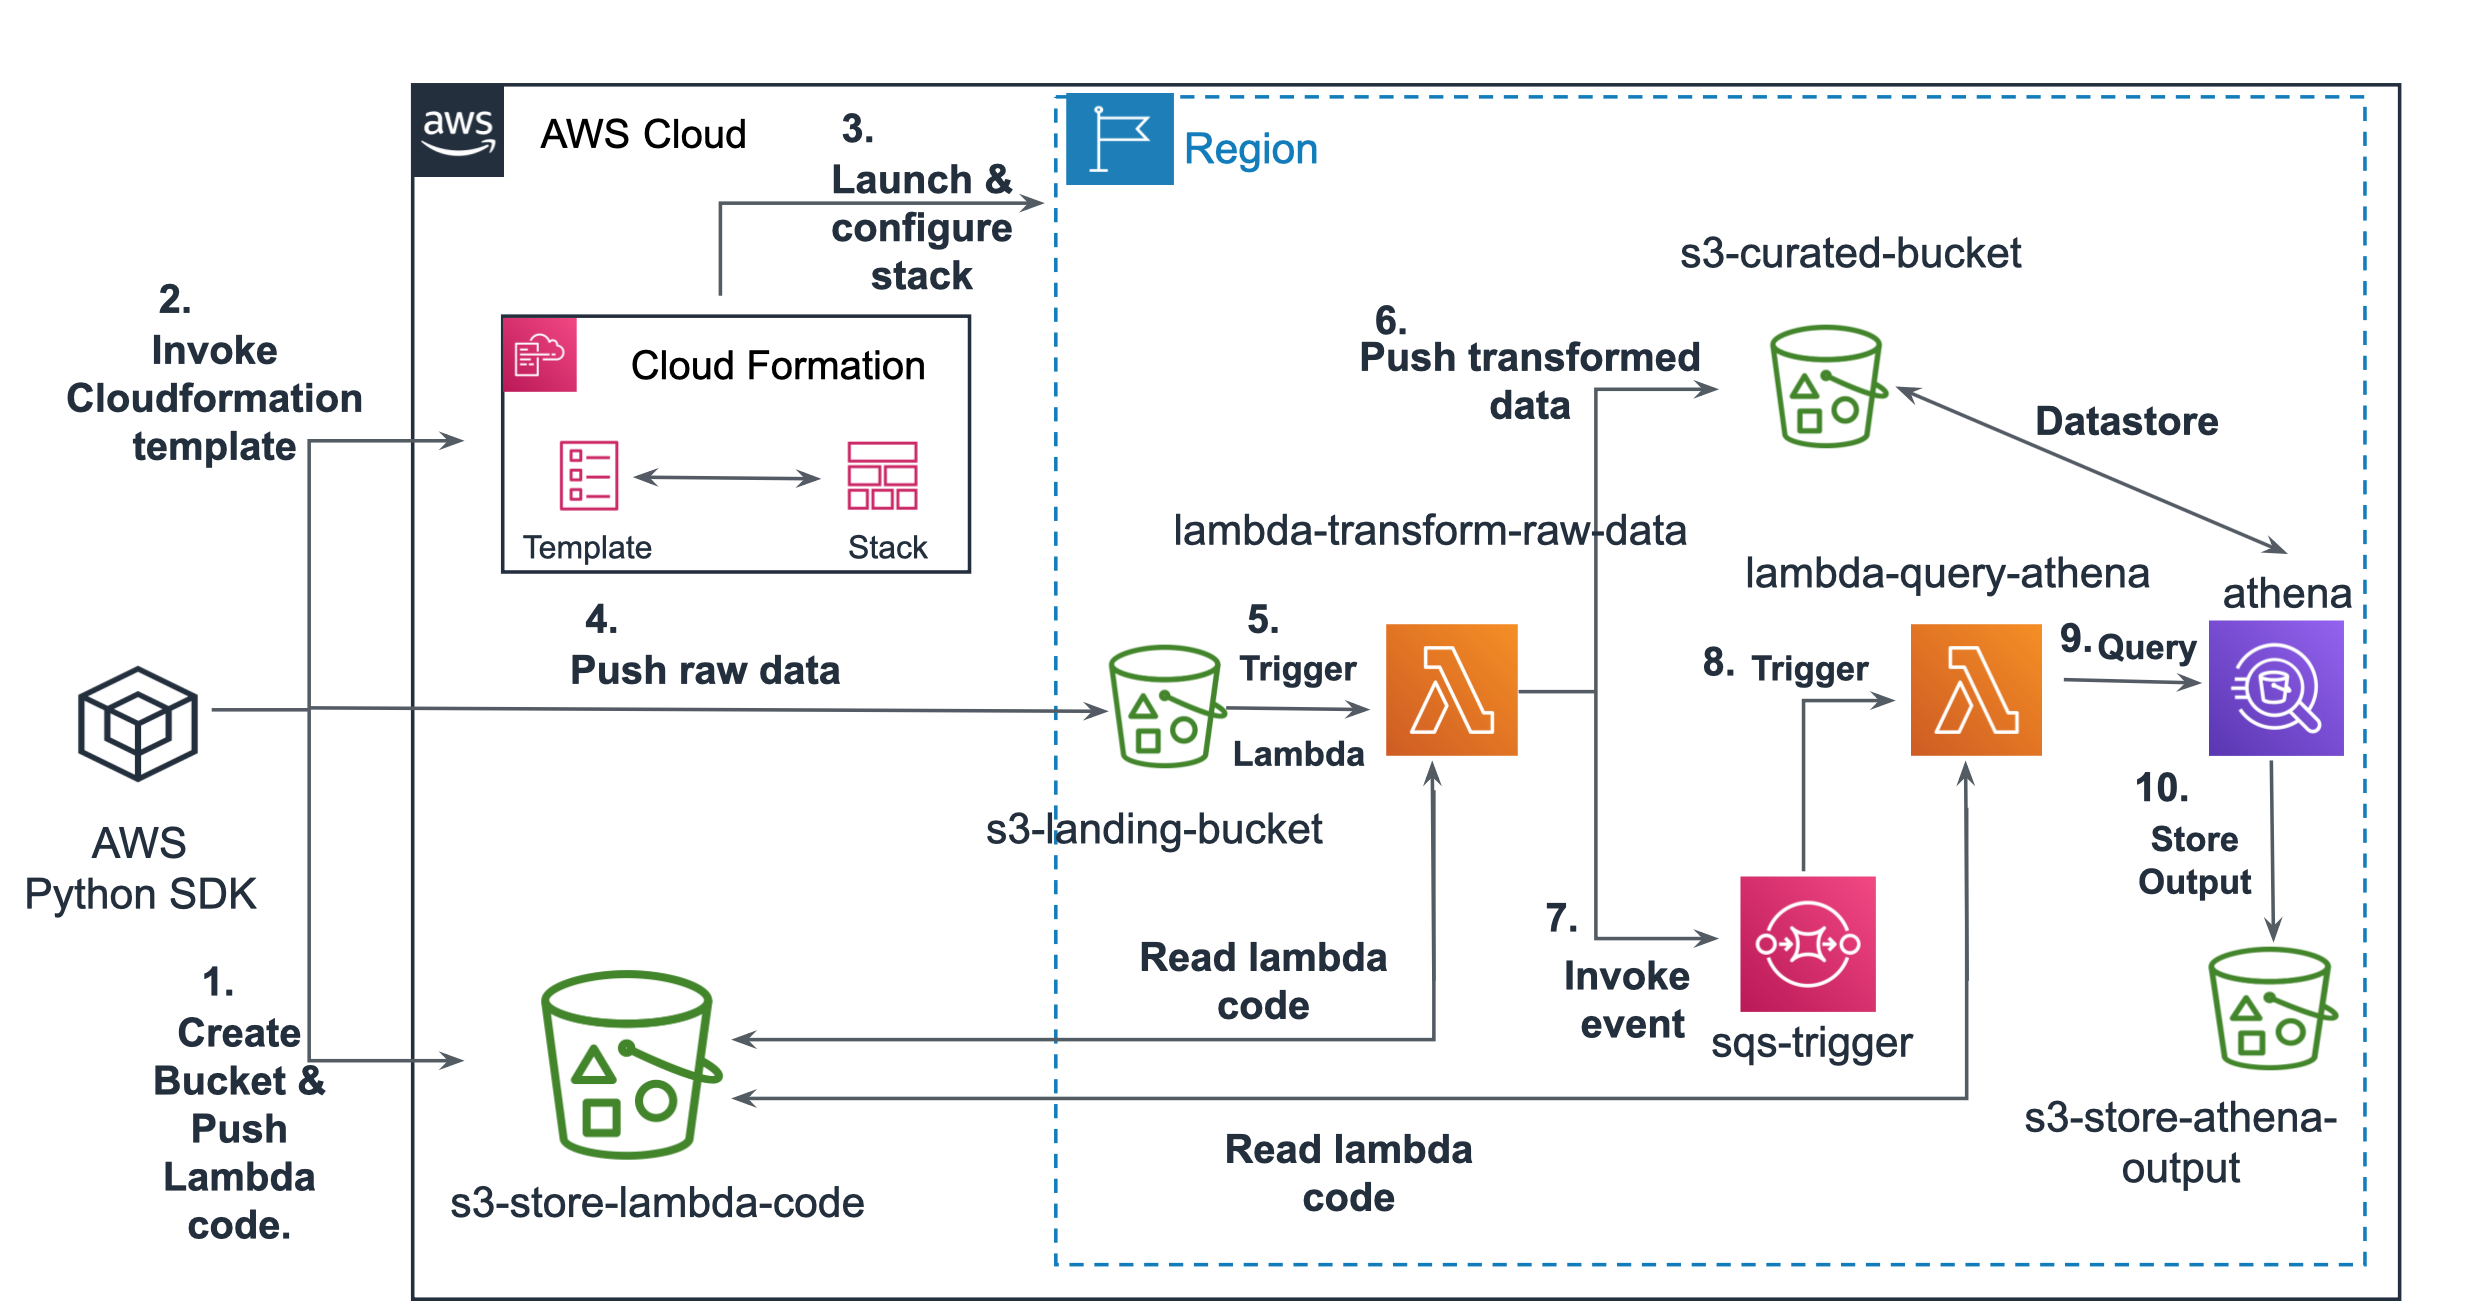 aws
AWS Cloud
3.
Launch &
configure
stack
Region
2.
Invoke
Cloudformation
template
Cloud Formation
Template
Stack
s3-curated-bucket
6.
Push transformed
data
Datastore
lambda-transform-raw-data
lambda-query-athena
athena
4.
Push raw data
5.
Trigger
Lambda
8. Trigger
9. Query
s3-landing-bucket
AWS
Python SDK
10.
Store
Output
1.
Create
Bucket &
Push
Lambda
code.
Read lambda
code
7.
Invoke
event
sqs-trigger
s3-store-lambda-code
Read lambda
code
s3-store-athena-
output